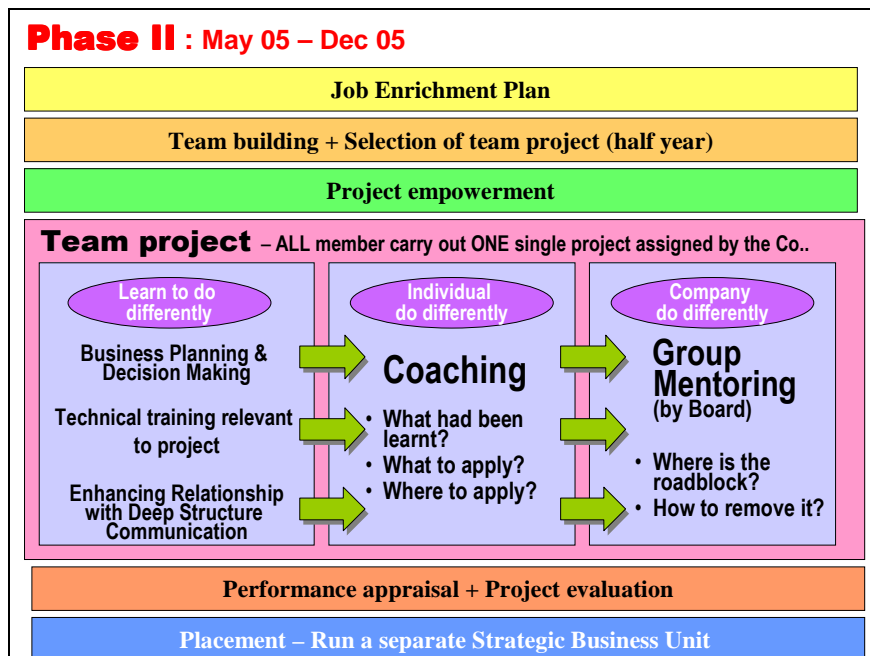 Phase II : May 05 – Dec 05
Job Enrichment Plan
Team building + Selection of team project (half year)
Project empowerment
Team project – ALL member carry out ONE single project assigned by the Co..
Learn to do
differently
Business Planning &
Decision Making
Technical training relevant
to project
Enhancing Relationship
with Deep Structure
Communication
Individual
do differently
Coaching
• What had been
learnt?
• What to apply?
• Where to apply?
Company
do differently
Group
Mentoring
(by Board)
• Where is the
roadblock?
• How to remove it?
Performance appraisal + Project evaluation
Placement – Run a separate Strategic Business Unit